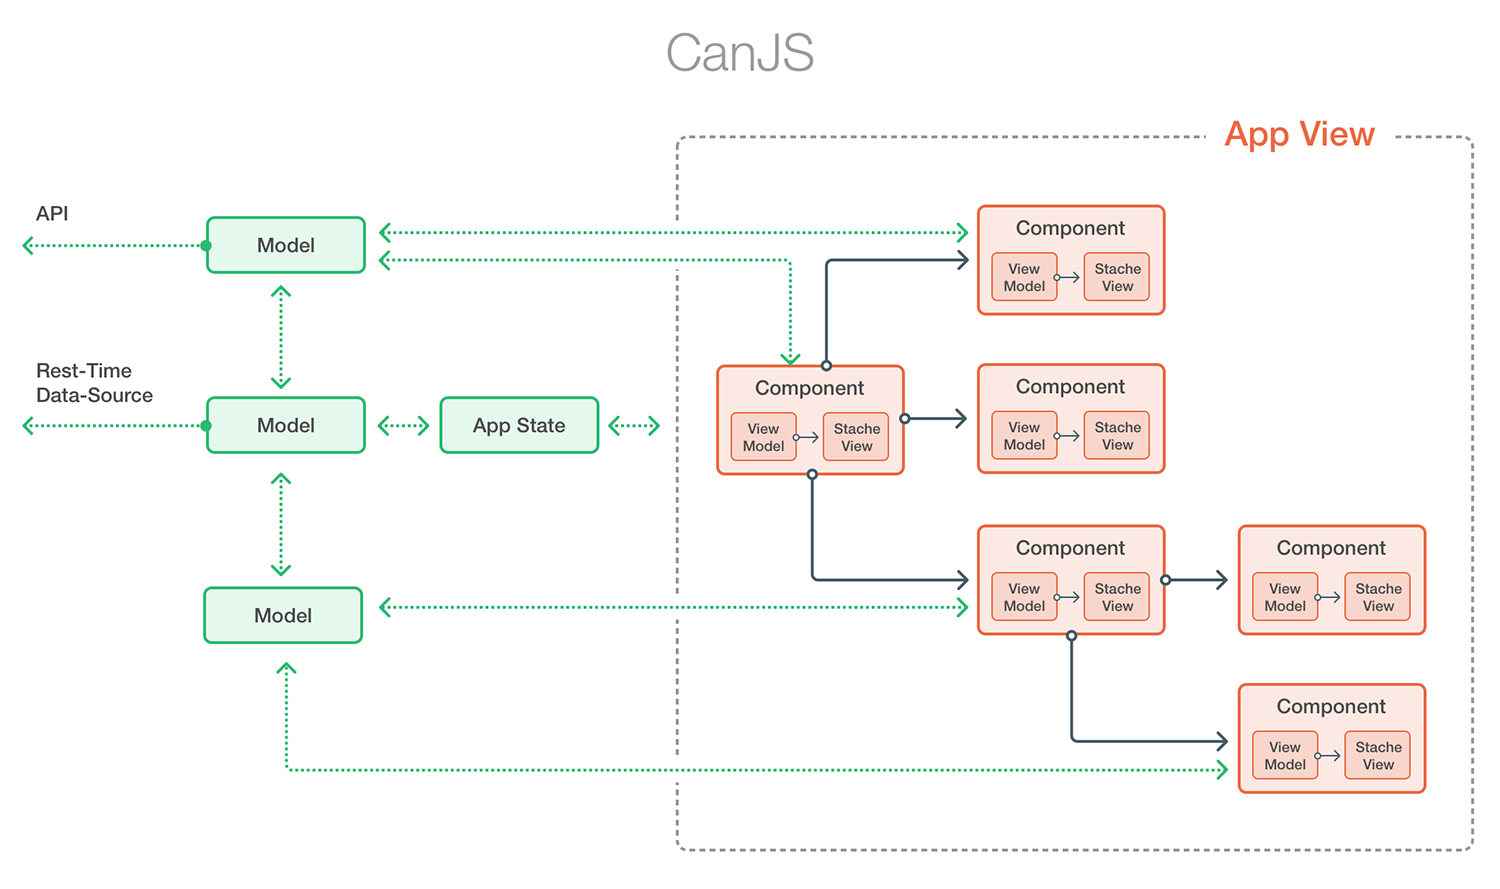 CanJS
App View
API
Model
Component
View
Model
Stache
View
Rest-Time
Data-Source
Model
App State
Component
View
Model
Stache
View
Component
View
Model
Stache
View
Model
Component
View
Model
Stache
View
Component
View
Model
Stache
View
Component
View
Model
Stache
View